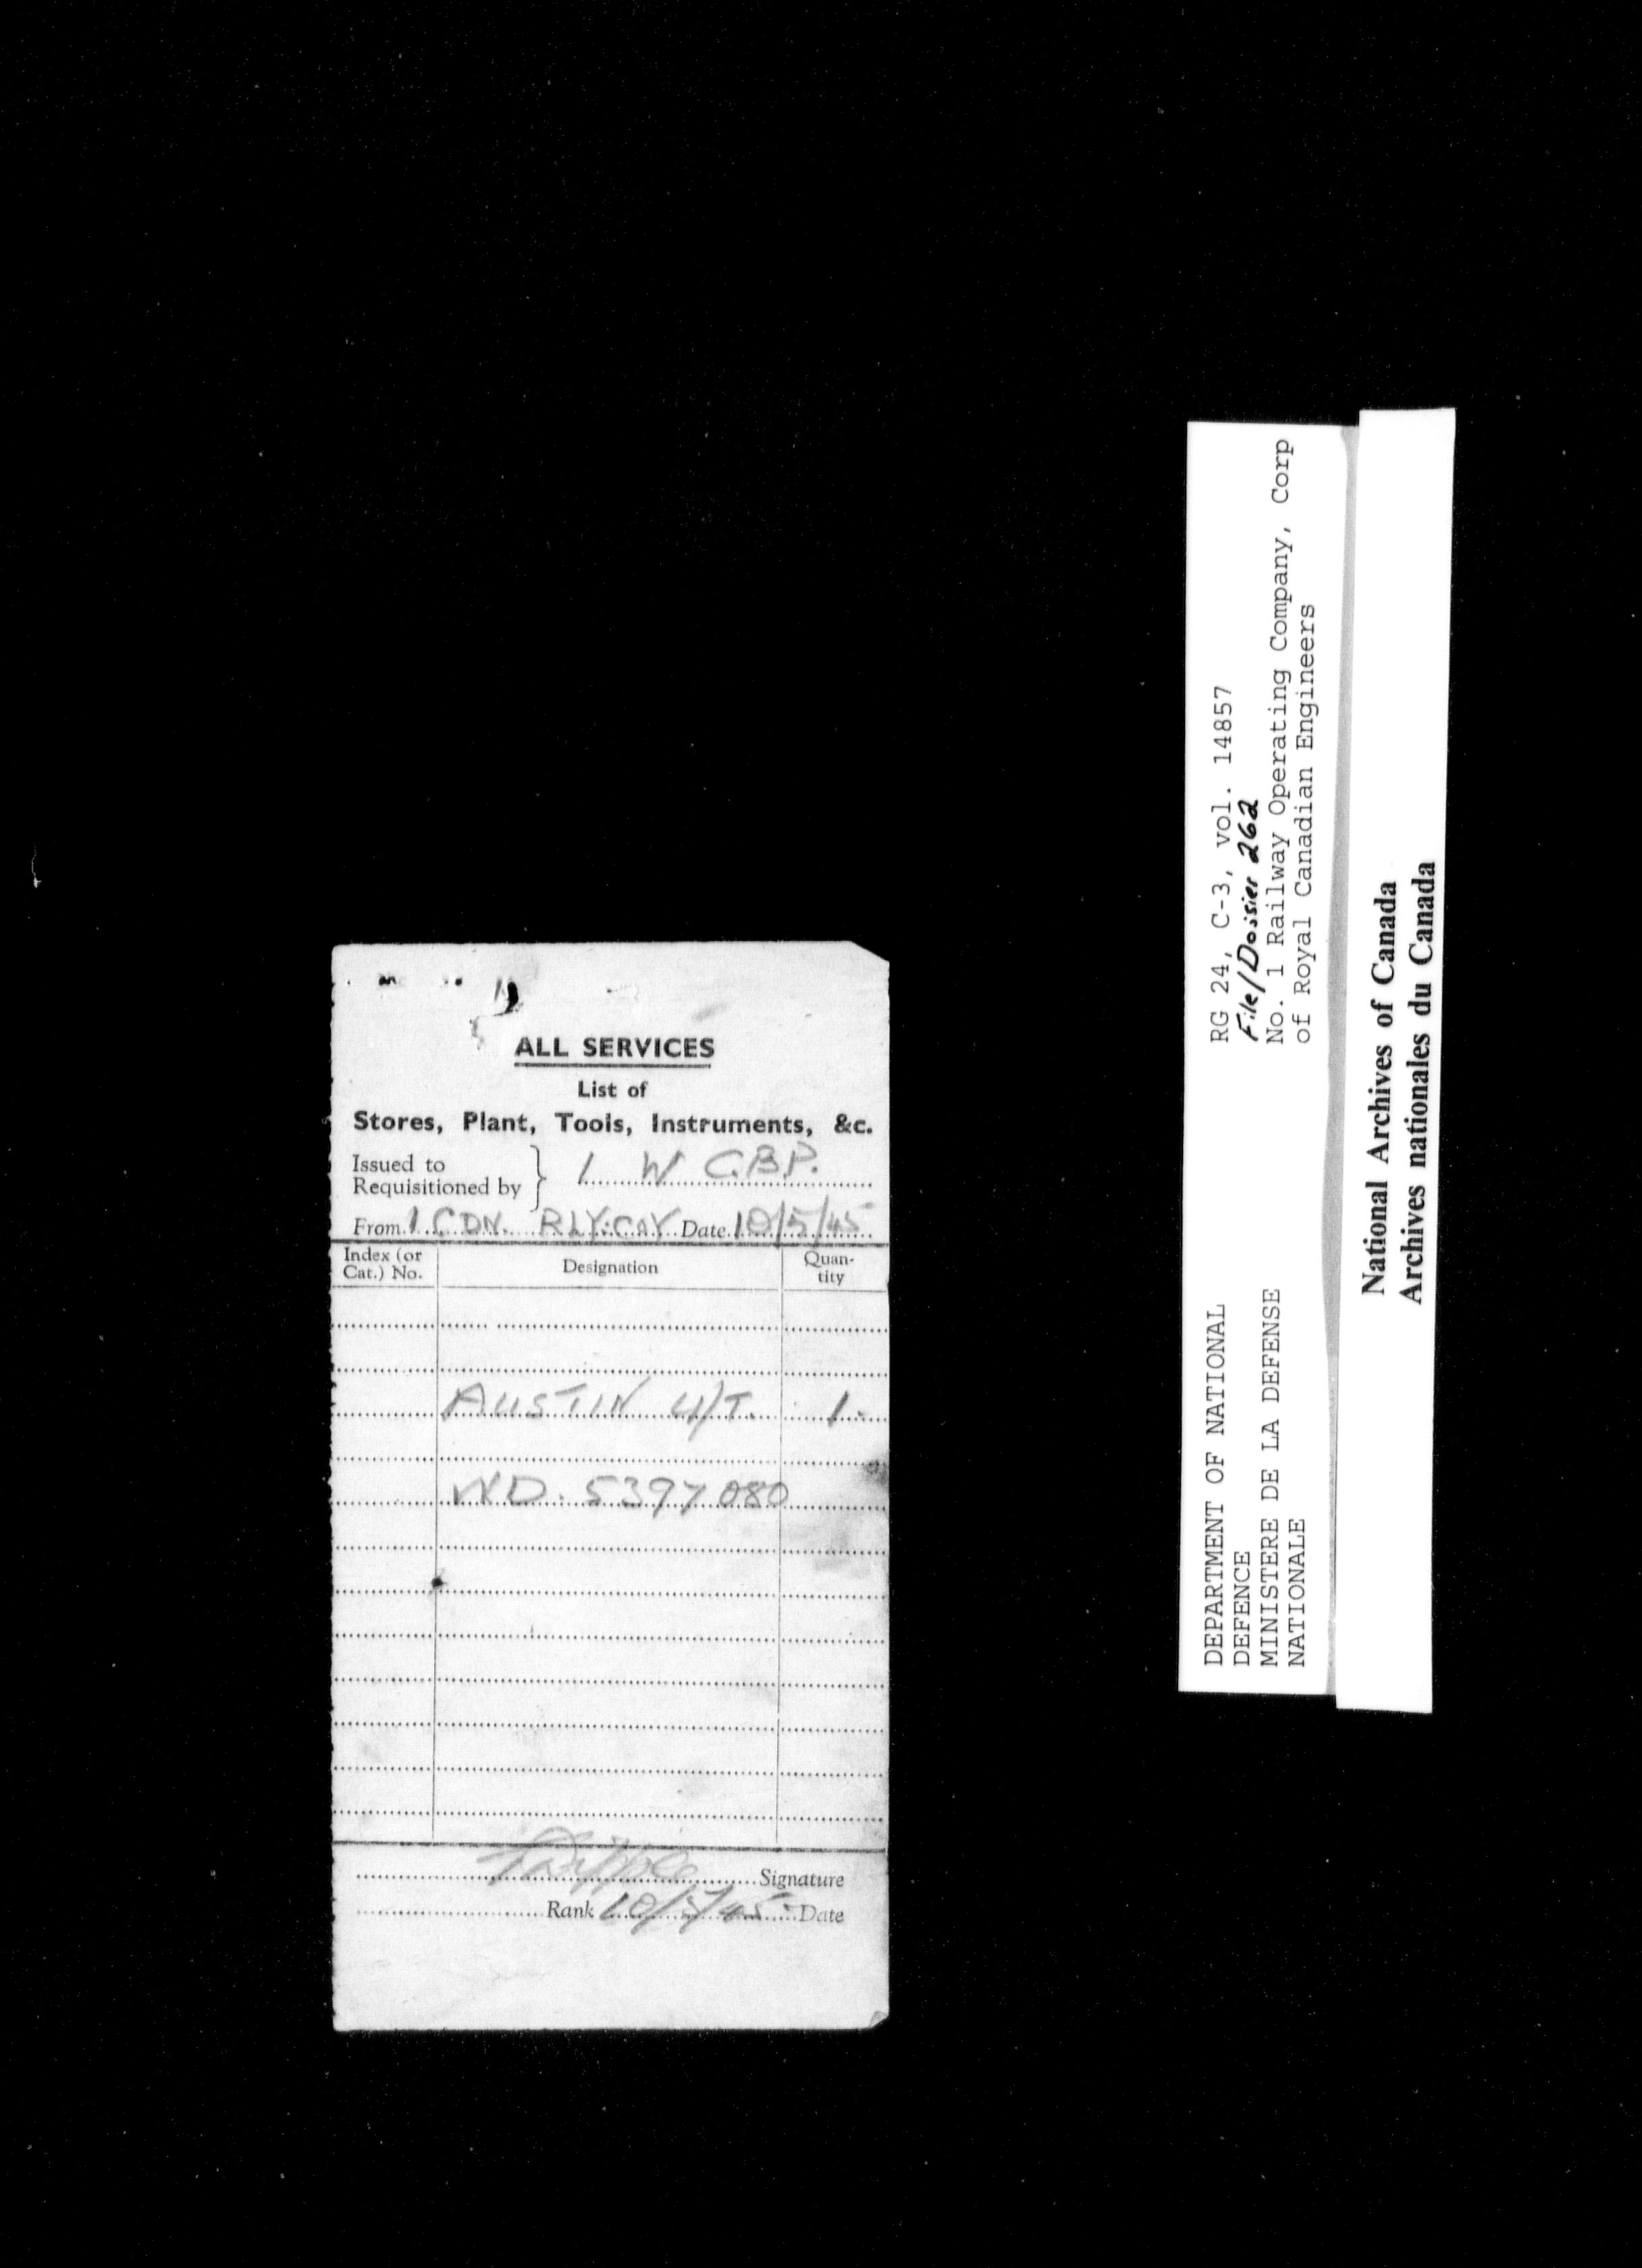 ALL SERVICES
List of
Stores, Plant, Tools, Instruments, &c.
Issued to
Requisitioned by } 1 W C.B.P.
From 1 CDN. RLY: Date 10/5/45
Index (or Cat.) No. Designation Quan-tity
AUSTIN U/T. 1.
WD. 5397080
Signature
Rank 10/5/45 Date
RG 24, C-3, vol. 14857
File/Dossier 262
No. 1 Railway Operating Company, Corp
of Royal Canadian Engineers
DEPARTMENT OF NATIONAL
DEFENCE
MINISTERE DE LA DEFENSE
NATIONALE
National Archives of Canada
Archives nationales du Canada